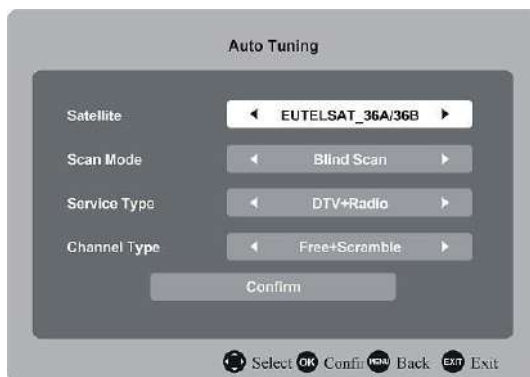 Auto Tuning
Satellite EUTELSAT_36A/36B
Scan Mode Blind Scan
Service Type DTV+Radio
Channel Type Free+Scramble
Confirm
Select OK Confir MENU Back EXIT Exit